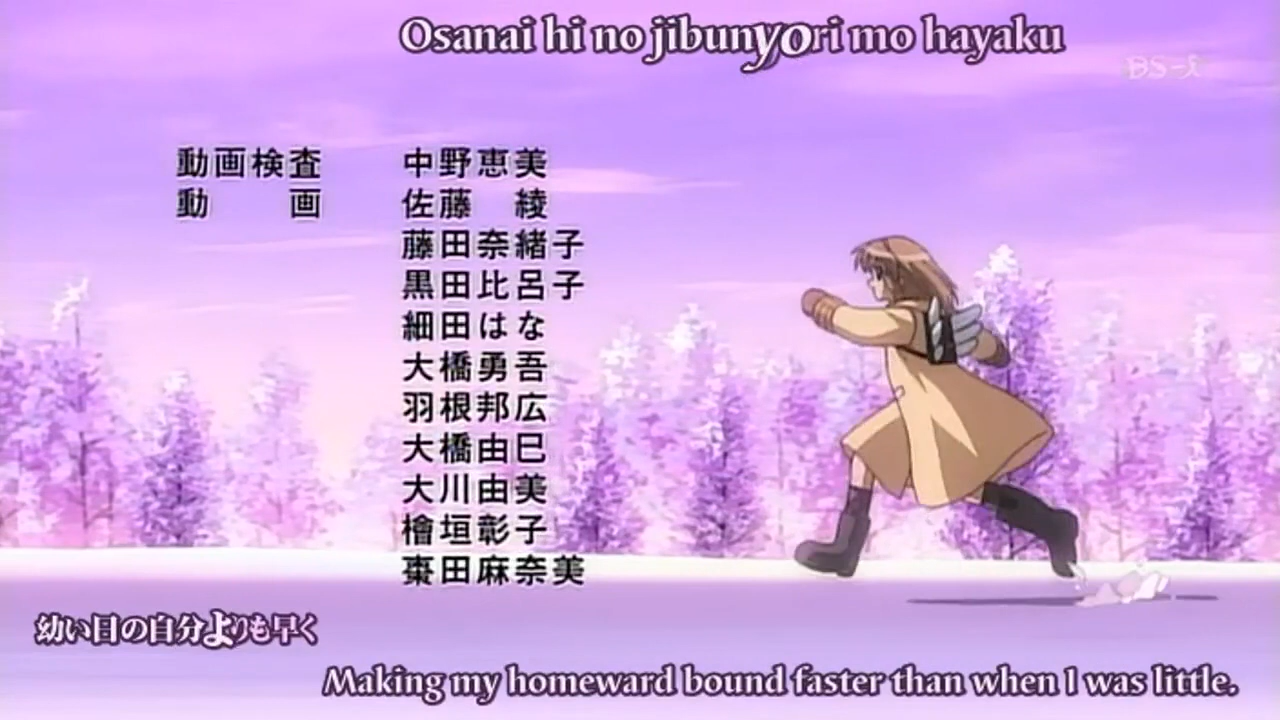 Osanai hi no jibunyori mo hayaku
BS-i
動画検査 中野恵美
動画 佐藤 綾
藤田奈緒子
黒田比呂子
細田はな
大橋勇吾
羽根邦広
大橋由巳
大川由美
檜垣彰子
棗田麻奈美
幼い日の自分よりも早く
Making my homeward bound faster than when I was little.